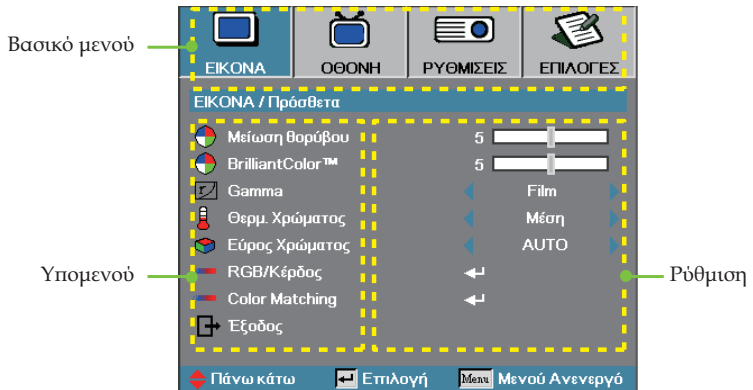 Βασικό μενού
ΕΙΚΟΝΑ ΟΘΟΝΗ ΡΥΘΜΙΣΕΙΣ ΕΠΙΛΟΓΕΣ
ΕΙΚΟΝΑ / Πρόσθετα
Μείωση θορύβου 5
BrilliantColor™ 5
Gamma Film
Θερμ. Χρώματος Μέση
Εύρος Χρώματος AUTO
Υπομενού
RGB/Κέρδος
Ρύθμιση
Color Matching
Έξοδος
Πάνω κάτω Επιλογή Menu Μενού Ανενεργό